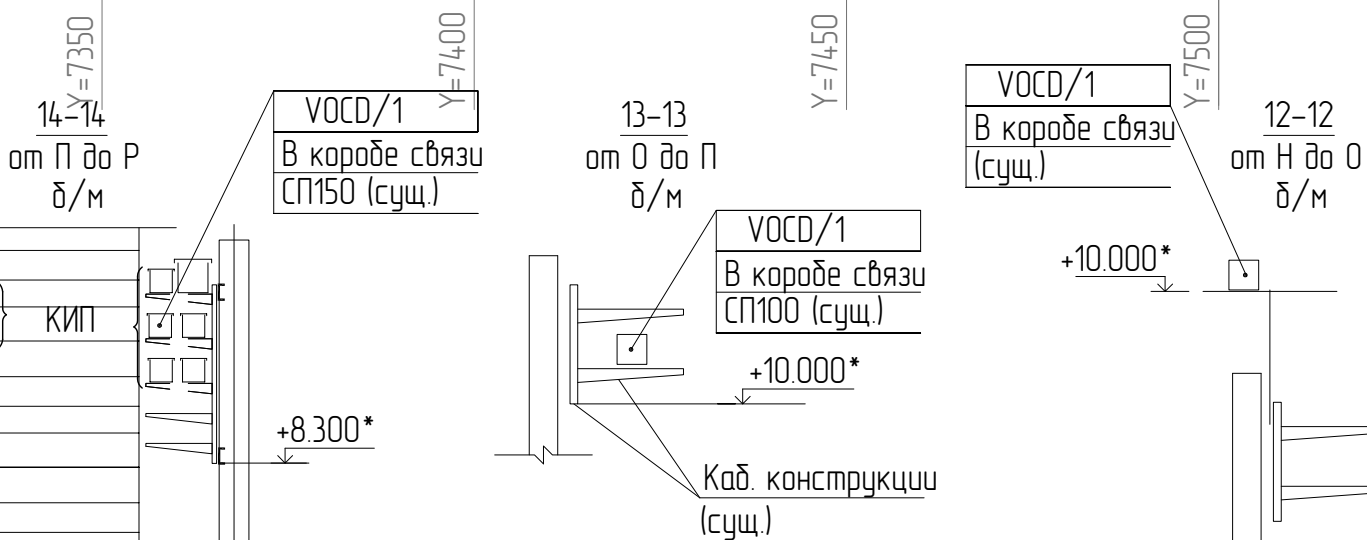 Y=7350
Y=7400
Y=7450
Y=7500
14-14
от П до Р
б/м
VOCD/1
В коробе связи
СП150 (сущ.)
КИП
+8.300*
13-13
от О до П
б/м
VOCD/1
В коробе связи
СП100 (сущ.)
+10.000*
Каб. конструкции
(сущ.)
VOCD/1
В коробе связи
(сущ.)
+10.000*
12-12
от Н до О
б/м